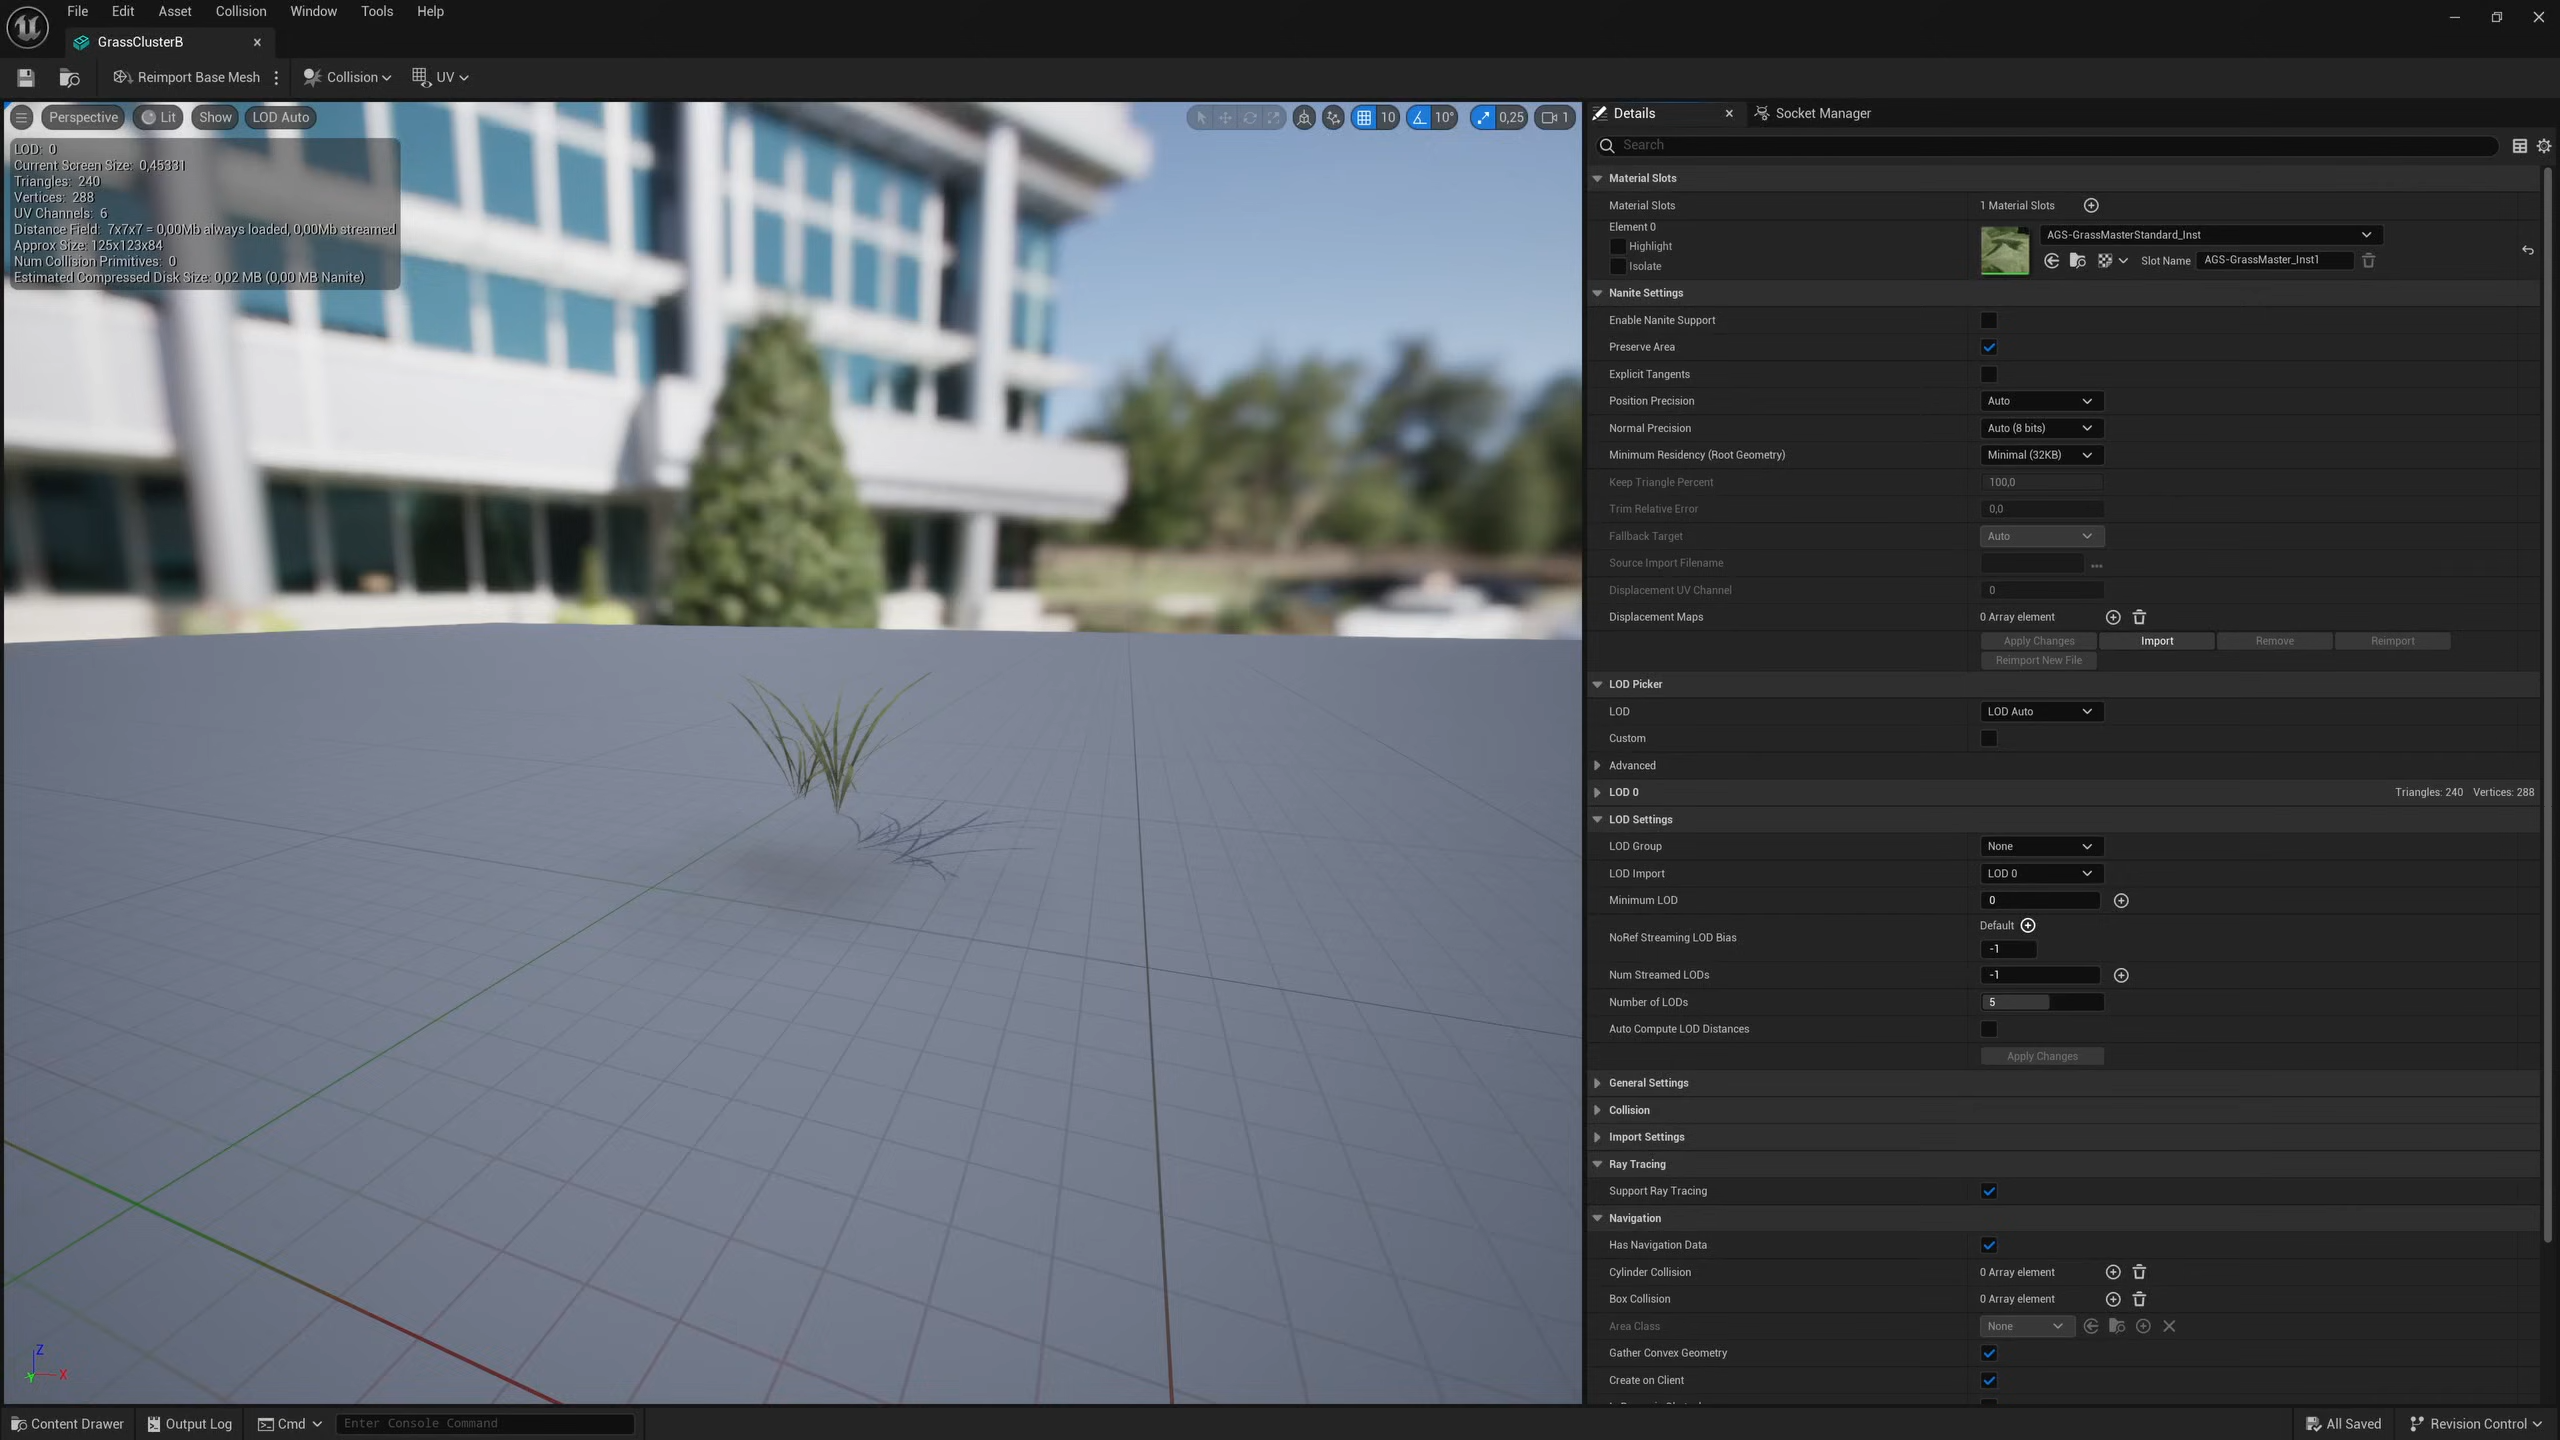 File Edit Asset Collision Window Tools Help
GrassClusterB
Reimport Base Mesh Collision UV
Perspective Lit Show LOD Auto 10 10° 0,25 1
LOD: 0
Current Screen Size: 0,45331
Triangles: 240
Vertices: 288
UV Channels: 6
Distance Field: 7x7x7 = 0,00Mb always loaded, 0,00Mb streamed
Approx Size: 125x123x84
Num Collision Primitives: 0
Estimated Compressed Disk Size: 0,02 MB (0,00 MB Nanite)
Z
Y
X
Details Socket Manager
Search
Material Slots
Material Slots 1 Material Slots
Element 0
Highlight
Isolate
AGS-GrassMasterStandard_Inst
Slot Name AGS-GrassMaster_Inst1
Nanite Settings
Enable Nanite Support
Preserve Area
Explicit Tangents
Position Precision Auto
Normal Precision Auto (8 bits)
Minimum Residency (Root Geometry) Minimal (32KB)
Keep Triangle Percent 100,0
Trim Relative Error 0,0
Fallback Target Auto
Source Import Filename
Displacement UV Channel 0
Displacement Maps 0 Array element
Apply Changes Import Remove Reimport
Reimport New File
LOD Picker
LOD LOD Auto
Custom
Advanced
LOD 0 Triangles: 240 Vertices: 288
LOD Settings
LOD Group None
LOD Import LOD 0
Minimum LOD 0
Default
NoRef Streaming LOD Bias
-1
Num Streamed LODs -1
Number of LODs 5
Auto Compute LOD Distances
Apply Changes
General Settings
Collision
Import Settings
Ray Tracing
Support Ray Tracing
Navigation
Has Navigation Data
Cylinder Collision 0 Array element
Box Collision 0 Array element
Area Class None
Gather Convex Geometry
Create on Client
Content Drawer Output Log Cmd Enter Console Command All Saved Revision Control